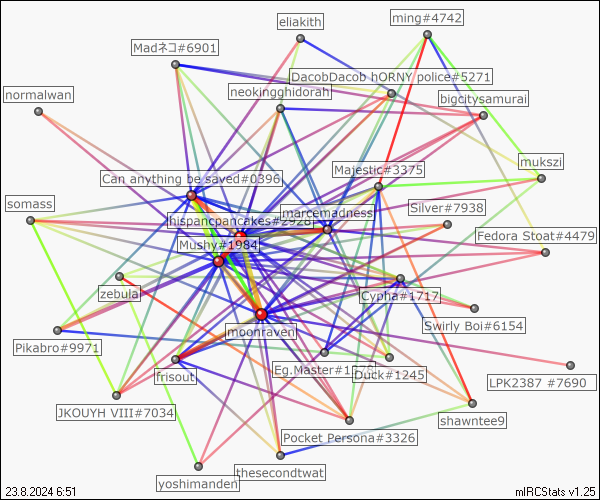 eliakith
ming#4742
Madネコ#6901
DacobDacob hORNY police#5271
normalwan
neokingghidorah
bigcitysamurai
mukszi
Can anything be saved#0396
Majestic#3375
somass
hispancpancakes#2928
marcemadness
Silver#7938
Mushy#1984
Fedora Stoat#4479
zebula
Cypha#1717
Swirly Boi#6154
moonraven
Pikabro#9971
frisout
Eg.Master#1
Duck#1245
LPK2387 #7690
JKOUYH VIII#7034
shawntee9
Pocket Persona#3326
thesecondtwat
yoshimanden
23.8.2024 6:51
mIRCStats v1.25